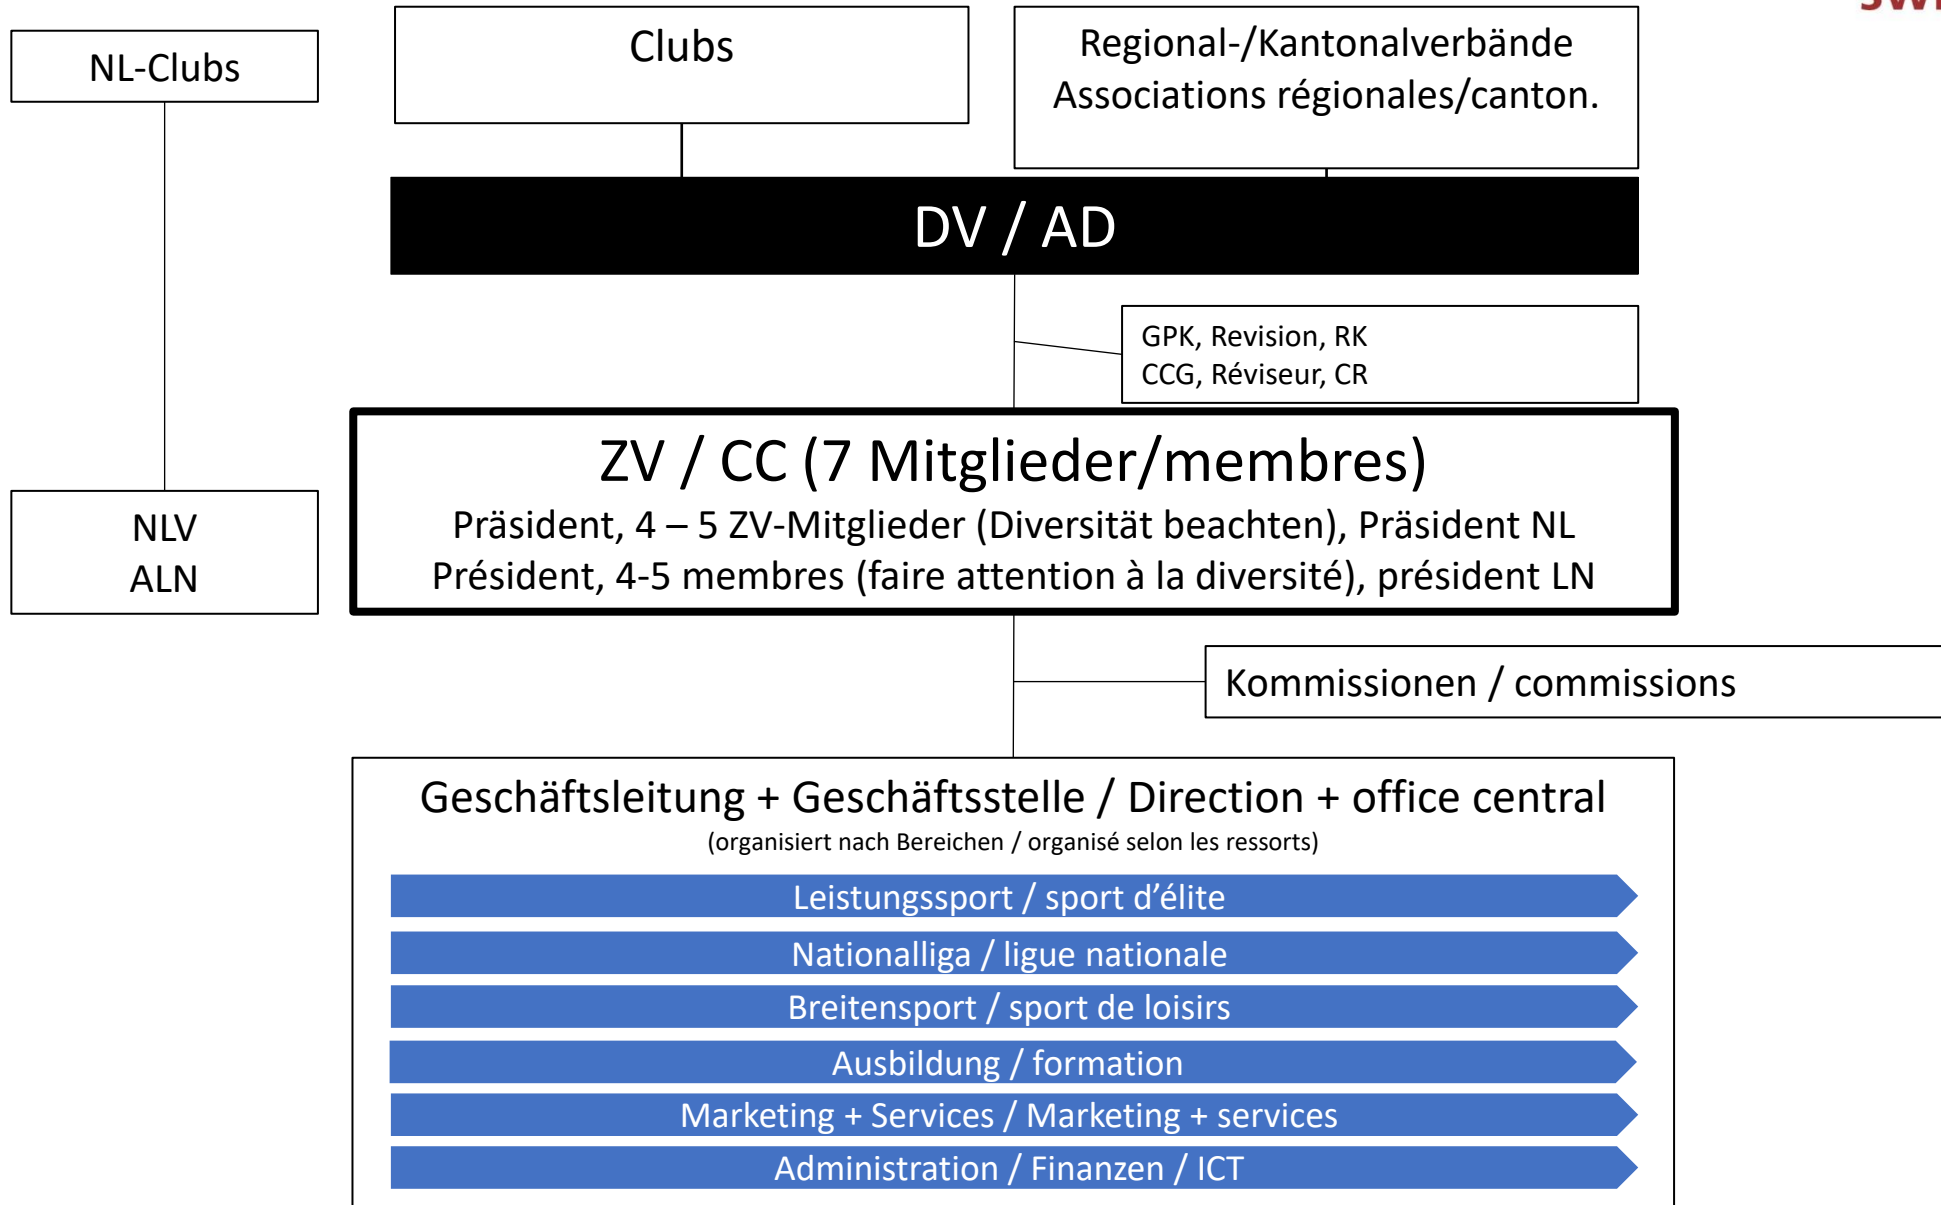 NL-Clubs
Clubs
Regional-/Kantonalverbände
Associations régionales/canton.
DV / AD
GPK, Revision, RK
CCG, Réviseur, CR
NLV
ALN
ZV / CC (7 Mitglieder/membres)
Präsident, 4 – 5 ZV-Mitglieder (Diversität beachten), Präsident NL
Président, 4-5 membres (faire attention à la diversité), président LN
Kommissionen / commissions
Geschäftsleitung + Geschäftsstelle / Direction + office central
(organisiert nach Bereichen / organisé selon les ressorts)
Leistungssport / sport d’élite
Nationalliga / ligue nationale
Breitensport / sport de loisirs
Ausbildung / formation
Marketing + Services / Marketing + services
Administration / Finanzen / ICT